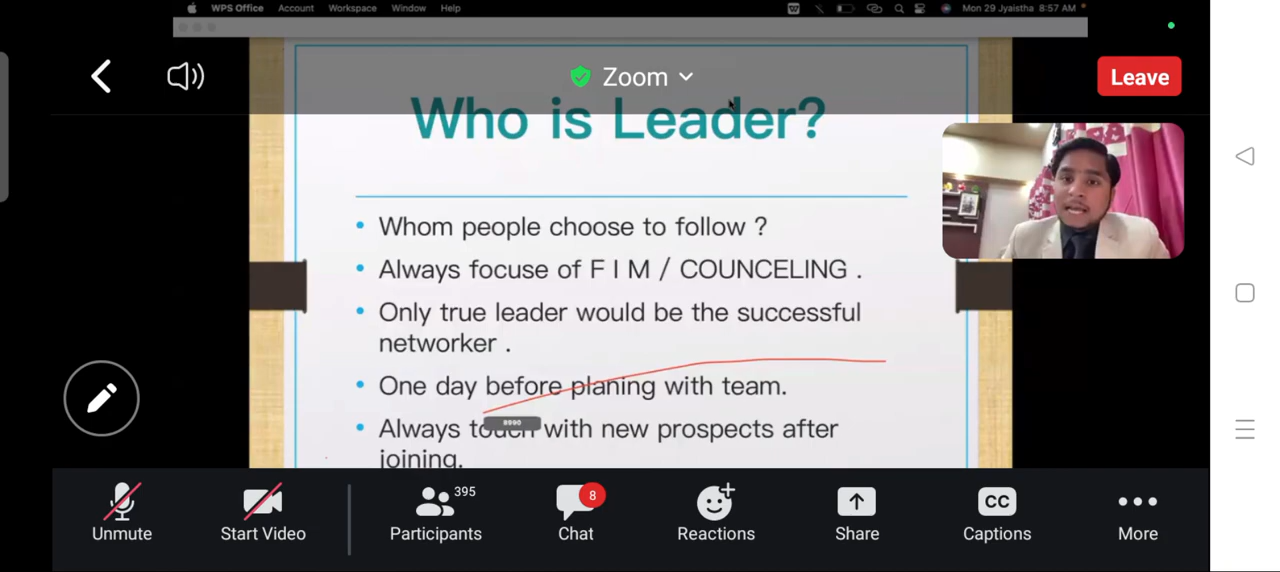 WPS Office Account Workspace Window Help Mon 29 Jyaistha 8:57 AM
Zoom
Leave
Who is Leader?
Whom people choose to follow ?
Always focuse of F I M / COUNCELING .
Only true leader would be the successful
networker .
One day before planing with team.
9990
Always touch with new prospects after
joining.
395
8
CC
Unmute Start Video Participants Chat Reactions Share Captions More